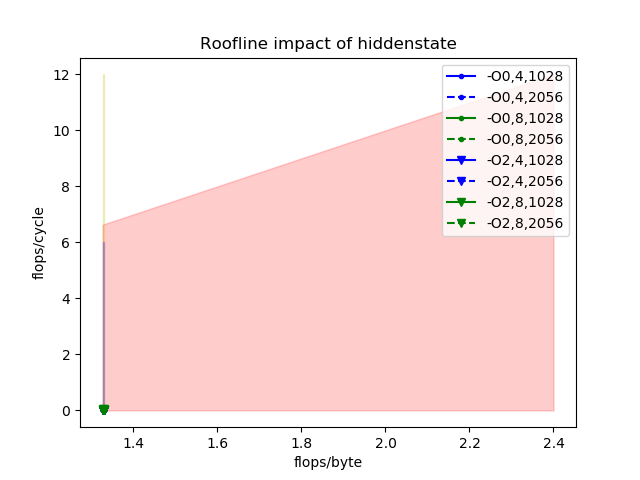 Roofline impact of hiddenstate
12
10
8
6
4
2
0
flops/cycle
-O0,4,1028
-O0,4,2056
-O0,8,1028
-O0,8,2056
-O2,4,1028
-O2,4,2056
-O2,8,1028
-O2,8,2056
1.4 1.6 1.8 2.0 2.2 2.4
flops/byte